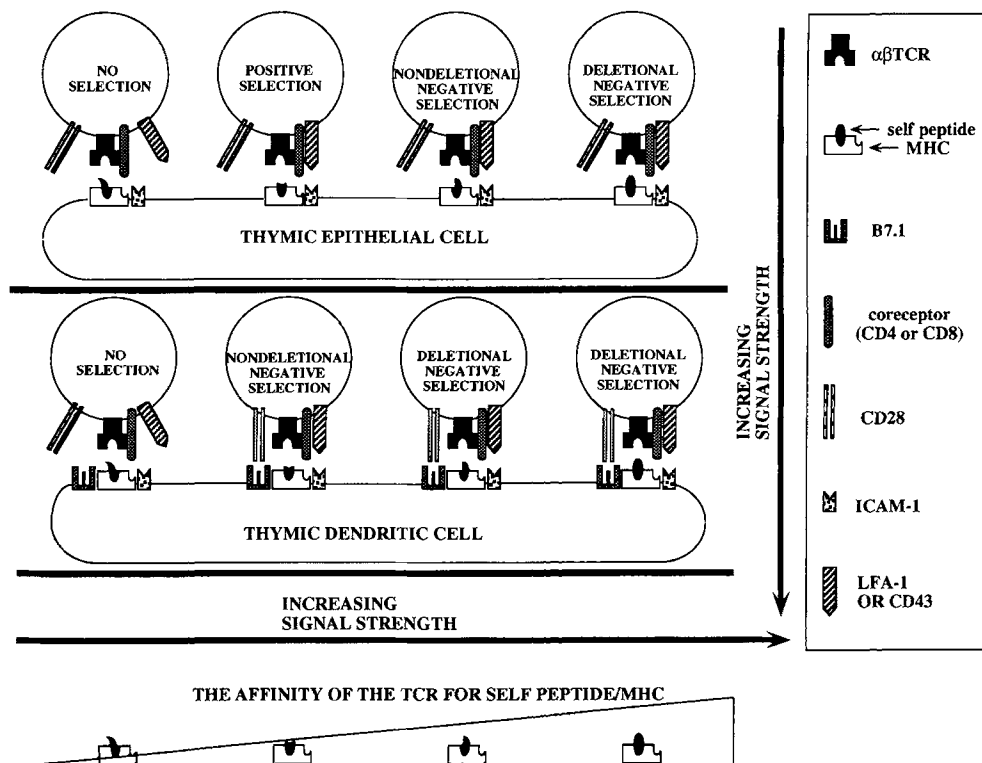 NO
SELECTION
POSITIVE
SELECTION
NONDELETIONAL
NEGATIVE
SELECTION
DELETIONAL
NEGATIVE
SELECTION
THYMIC EPITHELIAL CELL
NO
SELECTION
NONDELETIONAL
NEGATIVE
SELECTION
DELETIONAL
NEGATIVE
SELECTION
DELETIONAL
NEGATIVE
SELECTION
THYMIC DENDRITIC CELL
INCREASING
SIGNAL STRENGTH
INCREASING
SIGNAL STRENGTH
THE AFFINITY OF THE TCR FOR SELF PEPTIDE/MHC
αβTCR
self peptide
MHC
B7.1
coreceptor
(CD4 or CD8)
CD28
ICAM-1
LFA-1
OR CD43